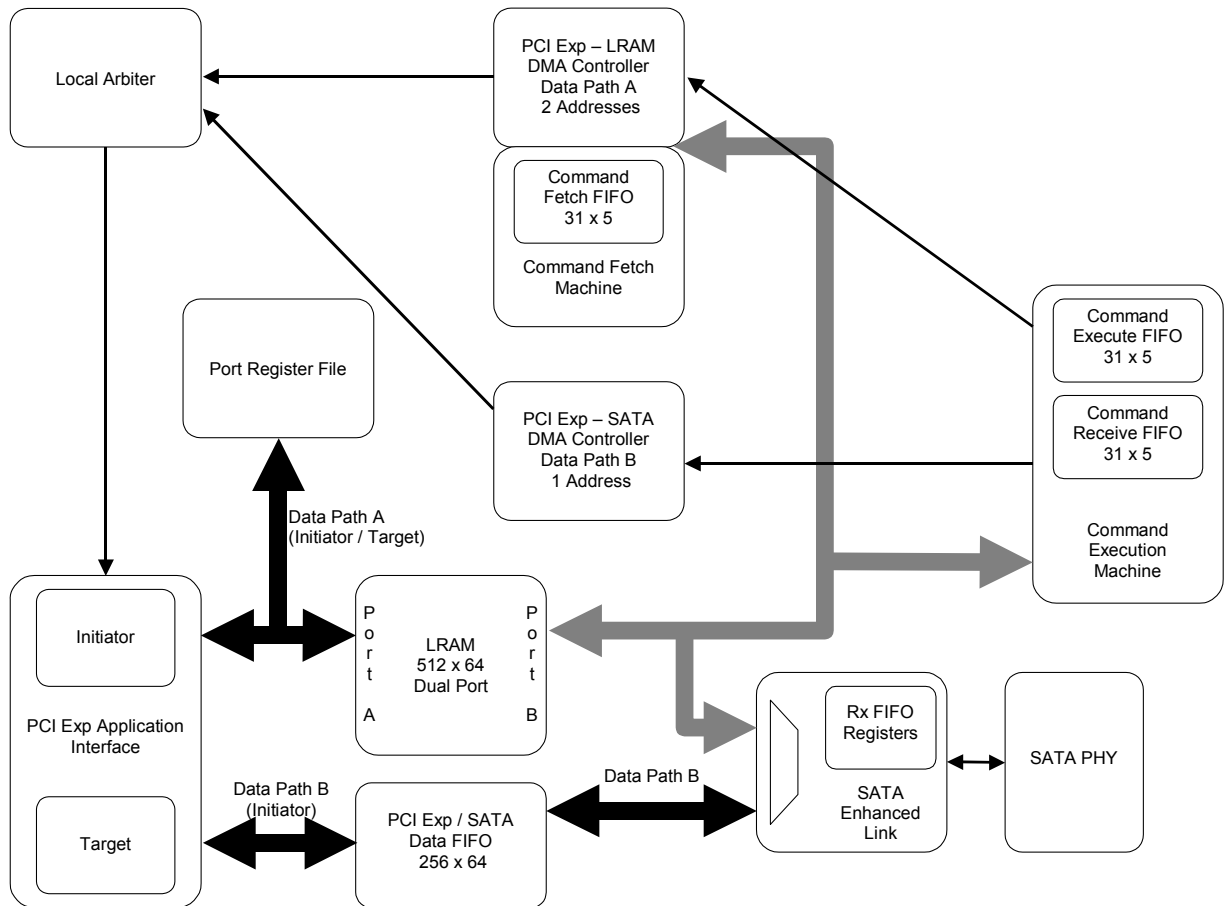 Local Arbiter
PCI Exp – LRAM
DMA Controller
Data Path A
2 Addresses
Command
Fetch FIFO
31 x 5
Command Fetch
Machine
Port Register File
PCI Exp – SATA
DMA Controller
Data Path B
1 Address
Command
Execute FIFO
31 x 5
Command
Receive FIFO
31 x 5
Command
Execution
Machine
Data Path A
(Initiator / Target)
Initiator
PCI Exp Application
Interface
Target
Port A
LRAM
512 x 64
Dual Port
Port B
Data Path B
(Initiator)
PCI Exp / SATA
Data FIFO
256 x 64
Data Path B
Rx FIFO
Registers
SATA
Enhanced
Link
SATA PHY